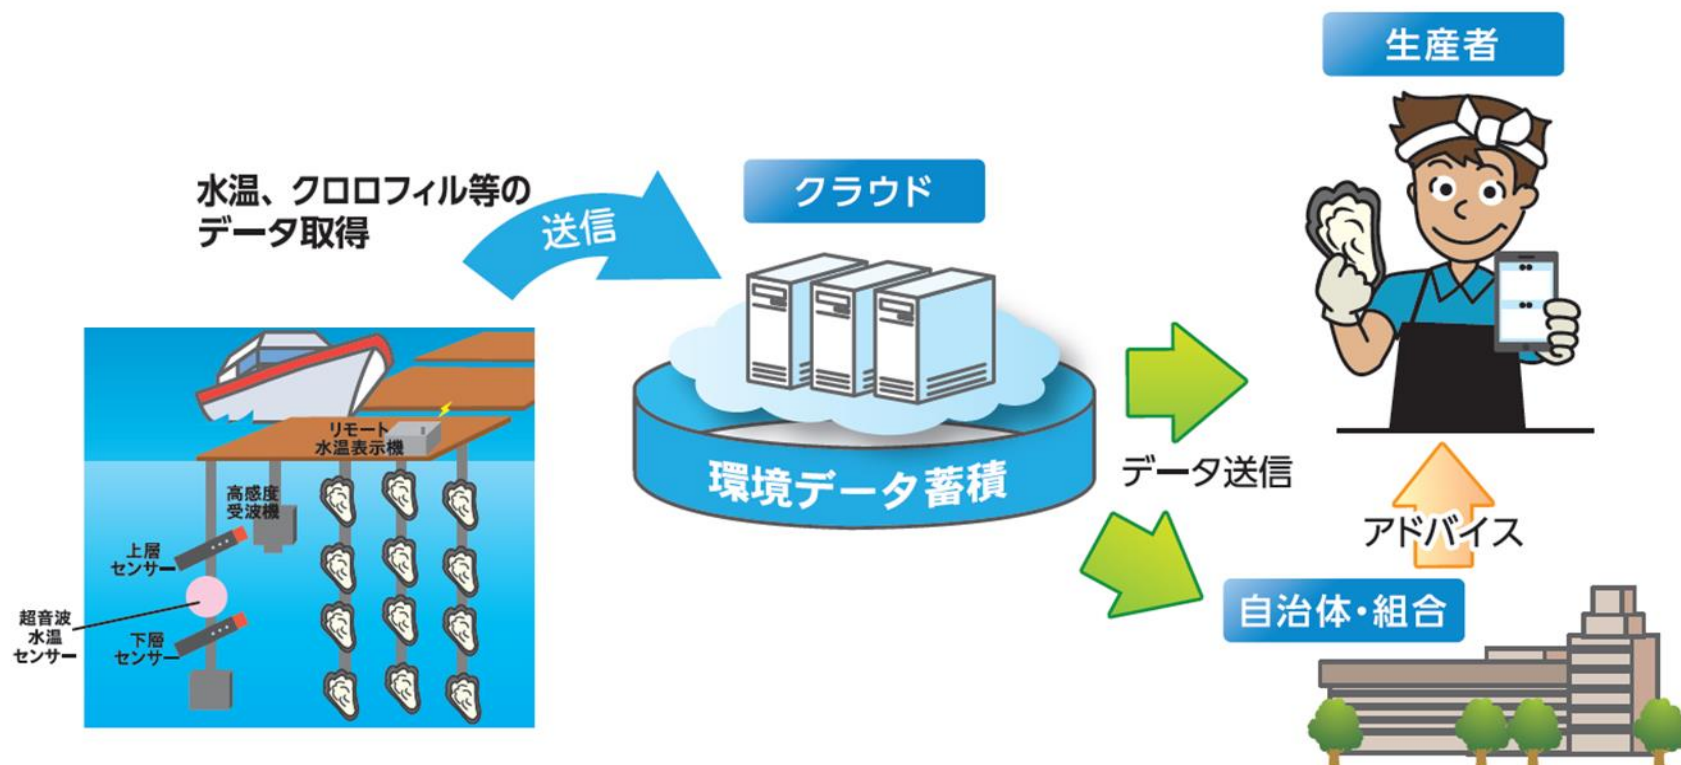 生産者
水温、クロロフィル等の
データ取得
送信
クラウド
リモート
水温表示機
高感度
受波機
上層
センサー
超音波
水温
センサー
下層
センサー
環境データ蓄積
データ送信
アドバイス
自治体・組合